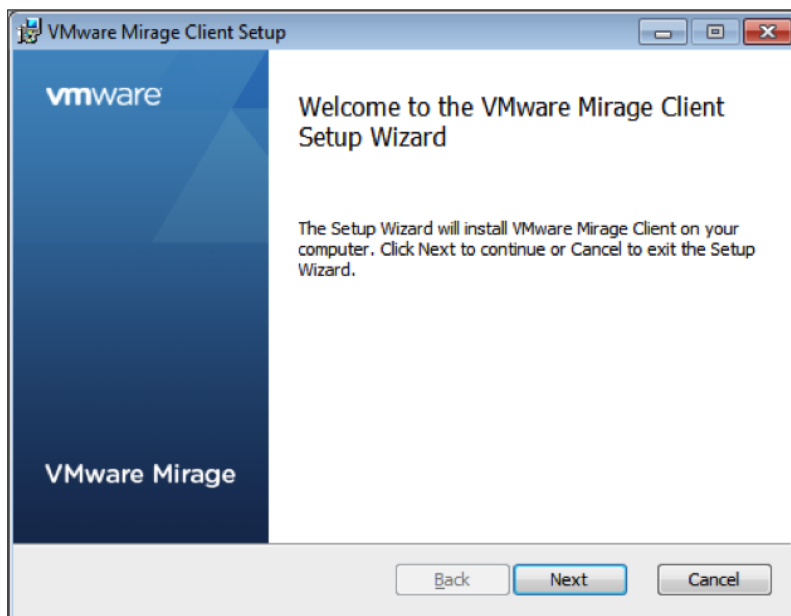 VMware Mirage Client Setup
vmware
Welcome to the VMware Mirage Client
Setup Wizard
The Setup Wizard will install VMware Mirage Client on your
computer. Click Next to continue or Cancel to exit the Setup
Wizard.
VMware Mirage
Back
Next
Cancel